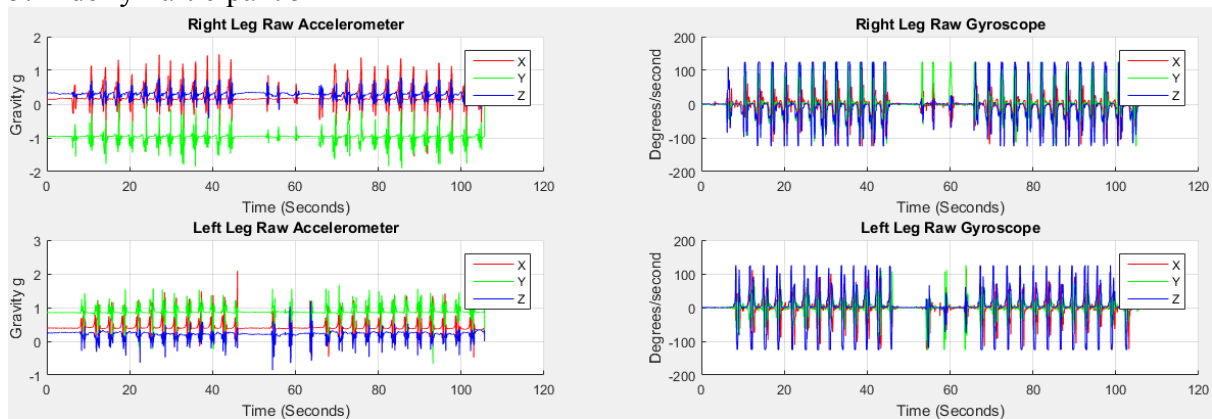 Right Leg Raw Accelerometer
2
1
0
-1
-2
Gravity g
X
Y
Z
0 20 40 60 80 100 120
Time (Seconds)
Right Leg Raw Gyroscope
200
100
0
-100
-200
Degrees/second
X
Y
Z
0 20 40 60 80 100 120
Time (Seconds)
Left Leg Raw Accelerometer
3
2
1
0
-1
Gravity g
X
Y
Z
0 20 40 60 80 100 120
Time (Seconds)
Left Leg Raw Gyroscope
200
100
0
-100
-200
Degrees/second
X
Y
Z
0 20 40 60 80 100 120
Time (Seconds)